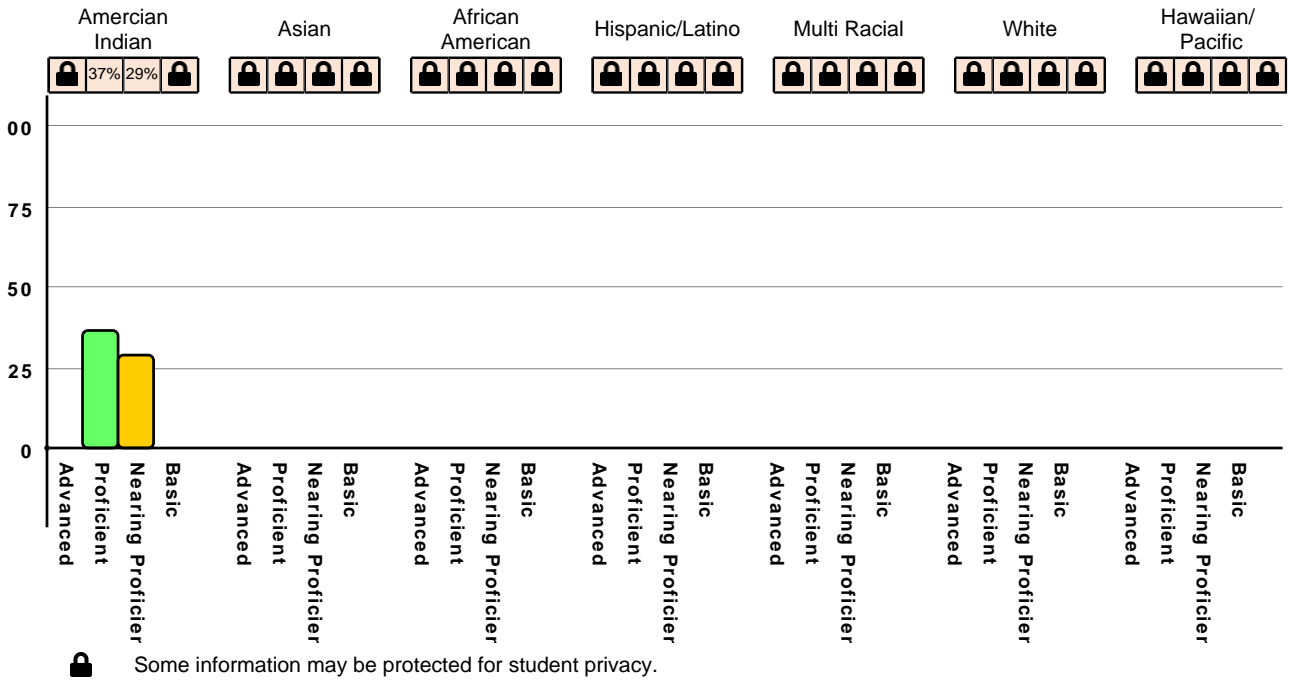 Amercian
Indian
Asian
African
American
Hispanic/Latino
Multi Racial
White
Hawaiian/
Pacific
37% 29%
00
75
50
25
0
Advanced
Proficient
Nearing Proficier
Basic
Advanced
Proficient
Nearing Proficier
Basic
Advanced
Proficient
Nearing Proficier
Basic
Advanced
Proficient
Nearing Proficier
Basic
Advanced
Proficient
Nearing Proficier
Basic
Advanced
Proficient
Nearing Proficier
Basic
Advanced
Proficient
Nearing Proficier
Basic
Some information may be protected for student privacy.